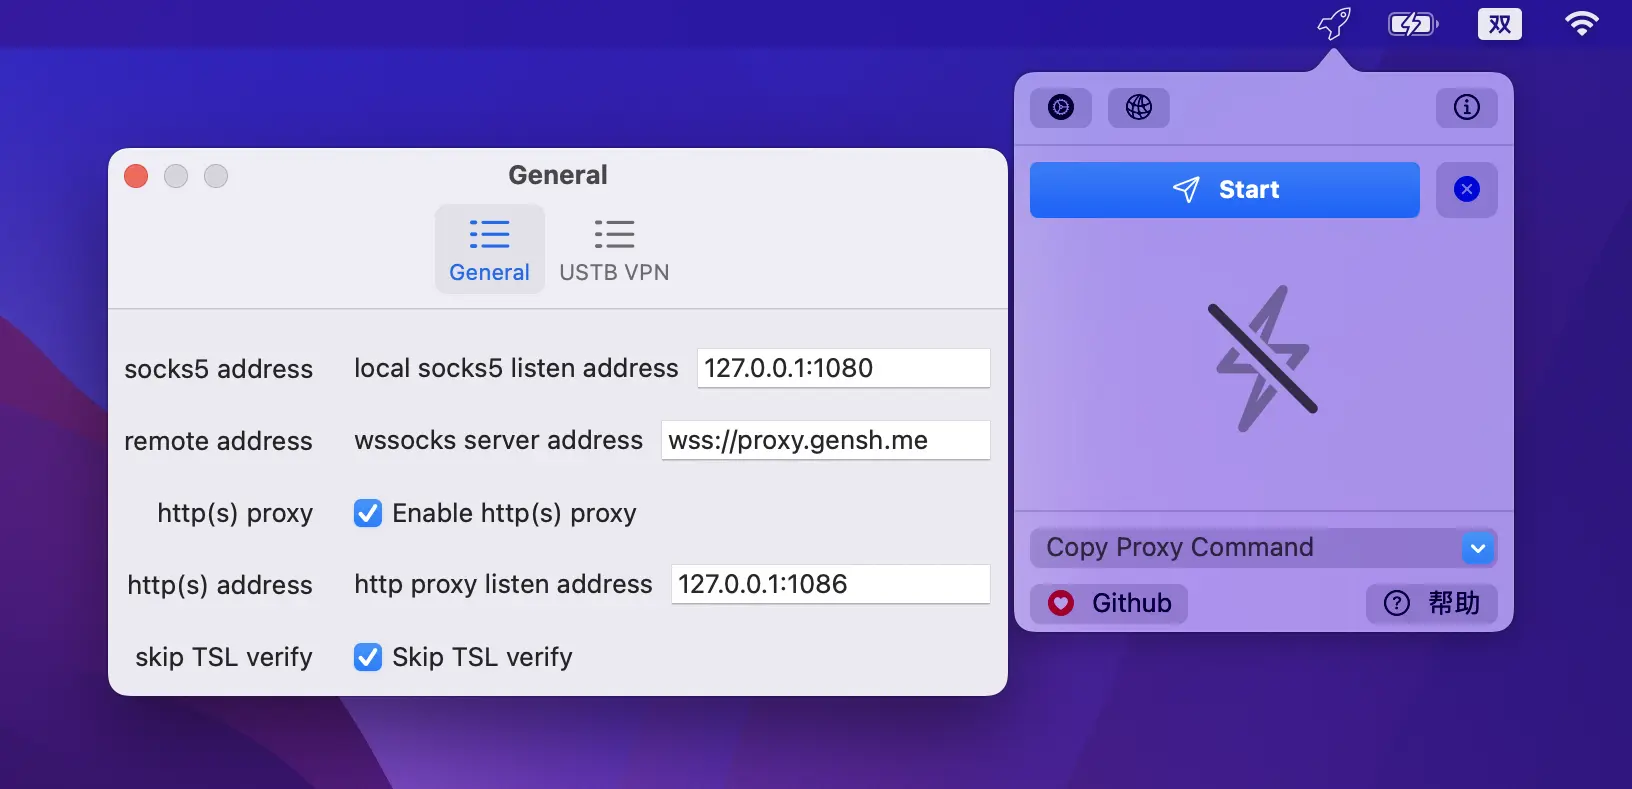 双
General
General
USTB VPN
socks5 address
local socks5 listen address
127.0.0.1:1080
remote address
wssocks server address
wss://proxy.gensh.me
http(s) proxy
Enable http(s) proxy
http(s) address
http proxy listen address
127.0.0.1:1086
skip TSL verify
Skip TSL verify
Start
Copy Proxy Command
Github
帮助